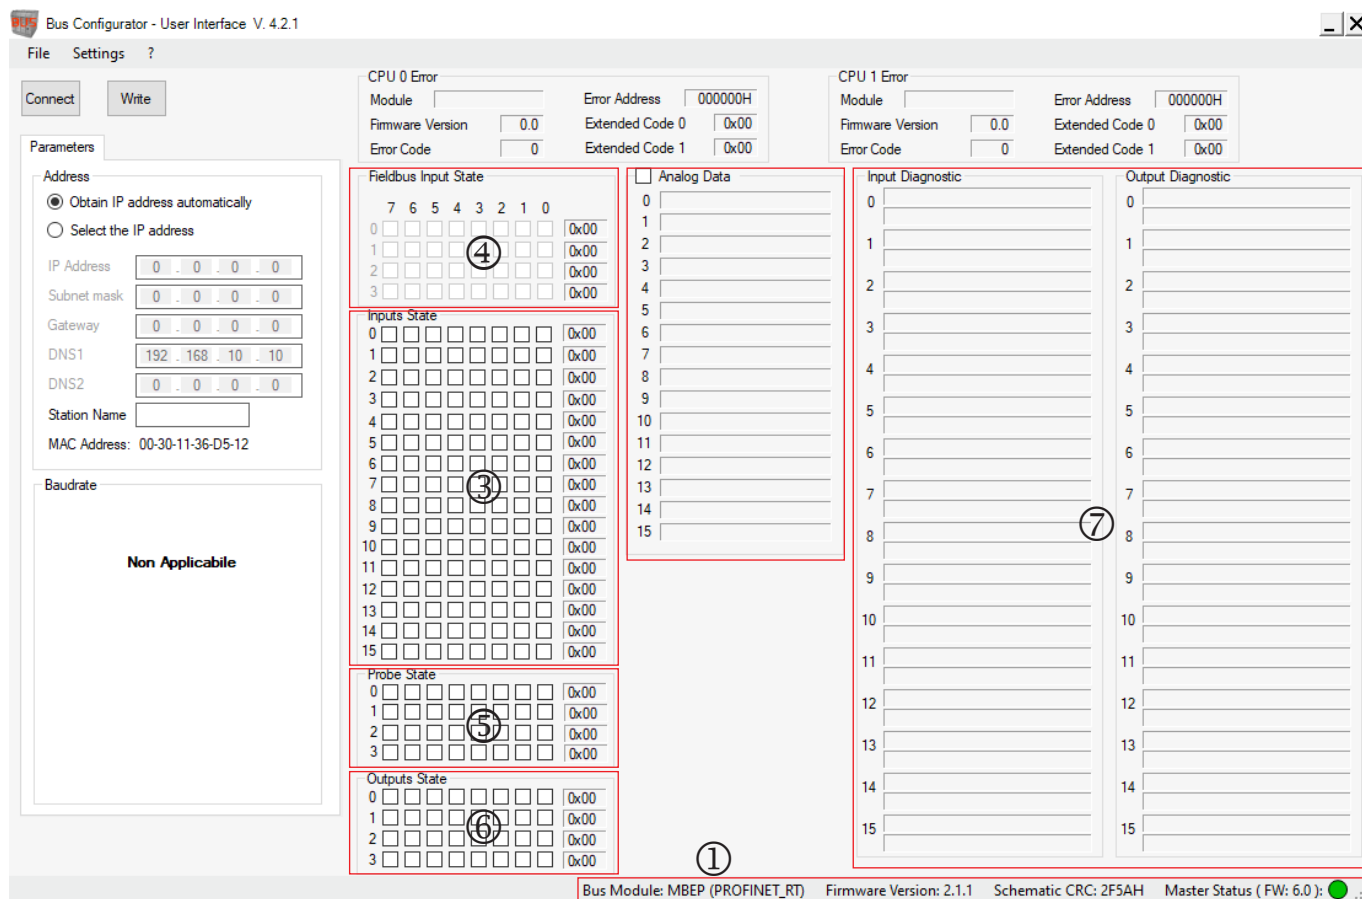 BUS Bus Configurator - User Interface V. 4.2.1
File Settings ?
Connect Write
Parameters
Address
Obtain IP address automatically
Select the IP address
IP Address 0 . 0 . 0 . 0
Subnet mask 0 . 0 . 0 . 0
Gateway 0 . 0 . 0 . 0
DNS1 192 . 168 . 10 . 10
DNS2 0 . 0 . 0 . 0
Station Name
MAC Address: 00-30-11-36-D5-12
Baudrate
Non Applicabile
CPU 0 Error
Module Error Address 000000H
Firmware Version 0.0 Extended Code 0 0x00
Error Code 0 Extended Code 1 0x00
CPU 1 Error
Module Error Address 000000H
Firmware Version 0.0 Extended Code 0 0x00
Error Code 0 Extended Code 1 0x00
Fieldbus Input State
7 6 5 4 3 2 1 0
0 0x00
1 0x00
2 0x00
3 0x00
④
Inputs State
0 0x00
1 0x00
2 0x00
3 0x00
4 0x00
5 0x00
6 0x00
7 0x00
8 0x00
9 0x00
10 0x00
11 0x00
12 0x00
13 0x00
14 0x00
15 0x00
③
Probe State
0 0x00
1 0x00
2 0x00
3 0x00
⑤
Outputs State
0 0x00
1 0x00
2 0x00
3 0x00
⑥
Analog Data
0
1
2
3
4
5
6
7
8
9
10
11
12
13
14
15
Input Diagnostic
0
1
2
3
4
5
6
7
8
9
10
11
12
13
14
15
⑦
Output Diagnostic
0
1
2
3
4
5
6
7
8
9
10
11
12
13
14
15
①
Bus Module: MBEP (PROFINET_RT) Firmware Version: 2.1.1 Schematic CRC: 2F5AH Master Status ( FW: 6.0 ):